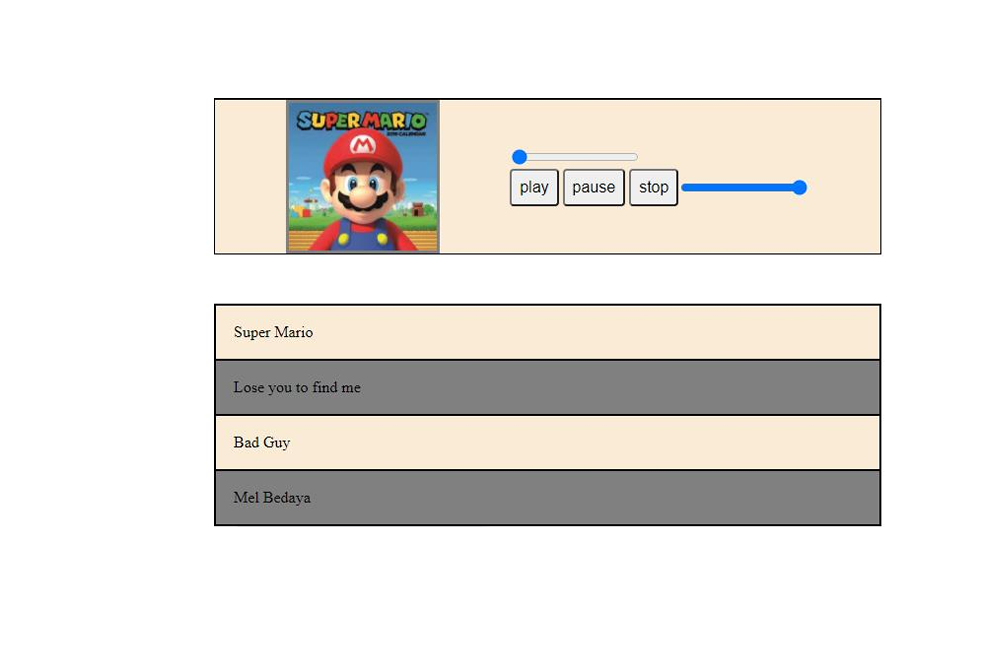 SUPER MARIO
play pause stop
Super Mario
Lose you to find me
Bad Guy
Mel Bedaya